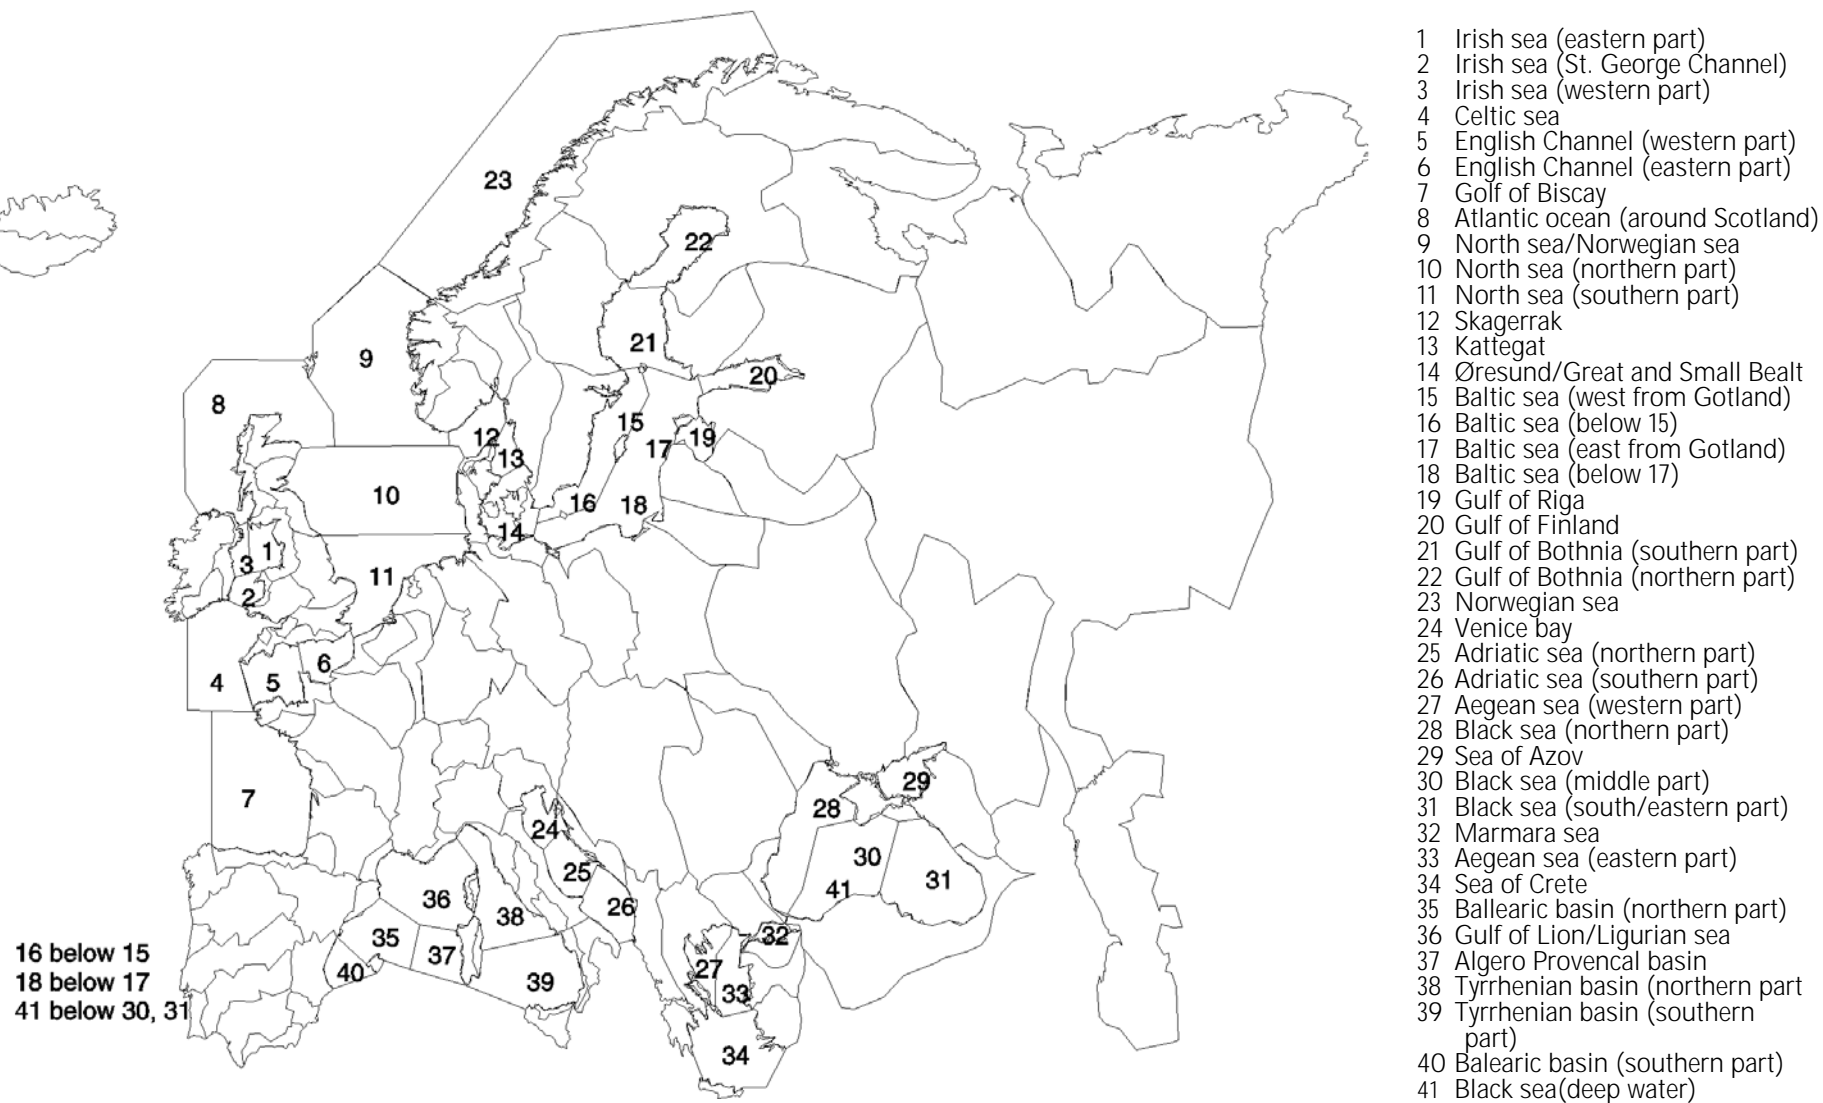 23
22
21
9
20
8
15
12
19
17
13
10
16
18
14
1
3
11
2
6
4
5
29
7
28
24
30
25
31
41
36
26
38
32
35
16 below 15
37
27
40
39
18 below 17
33
41 below 30, 31
34
1 Irish sea (eastern part)
2 Irish sea (St. George Channel)
3 Irish sea (western part)
4 Celtic sea
5 English Channel (western part)
6 English Channel (eastern part)
7 Golf of Biscay
8 Atlantic ocean (around Scotland)
9 North sea/Norwegian sea
10 North sea (northern part)
11 North sea (southern part)
12 Skagerrak
13 Kattegat
14 Øresund/Great and Small Bealt
15 Baltic sea (west from Gotland)
16 Baltic sea (below 15)
17 Baltic sea (east from Gotland)
18 Baltic sea (below 17)
19 Gulf of Riga
20 Gulf of Finland
21 Gulf of Bothnia (southern part)
22 Gulf of Bothnia (northern part)
23 Norwegian sea
24 Venice bay
25 Adriatic sea (northern part)
26 Adriatic sea (southern part)
27 Aegean sea (western part)
28 Black sea (northern part)
29 Sea of Azov
30 Black sea (middle part)
31 Black sea (south/eastern part)
32 Marmara sea
33 Aegean sea (eastern part)
34 Sea of Crete
35 Ballearic basin (northern part)
36 Gulf of Lion/Ligurian sea
37 Algero Provencal basin
38 Tyrrhenian basin (northern part
39 Tyrrhenian basin (southern
part)
40 Balearic basin (southern part)
41 Black sea(deep water)